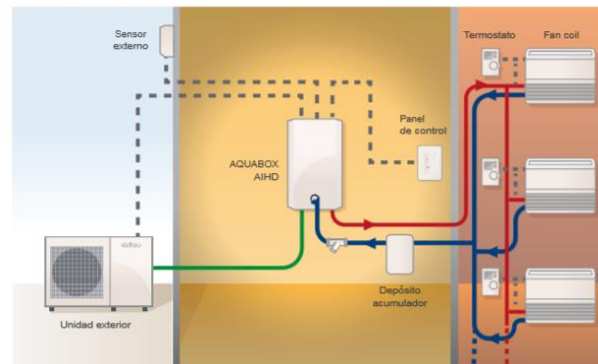 Sensor
externo
Termostato
Fan coil
Panel
de control
AQUABOX
AIHD
Depósito
acumulador
Unidad exterior